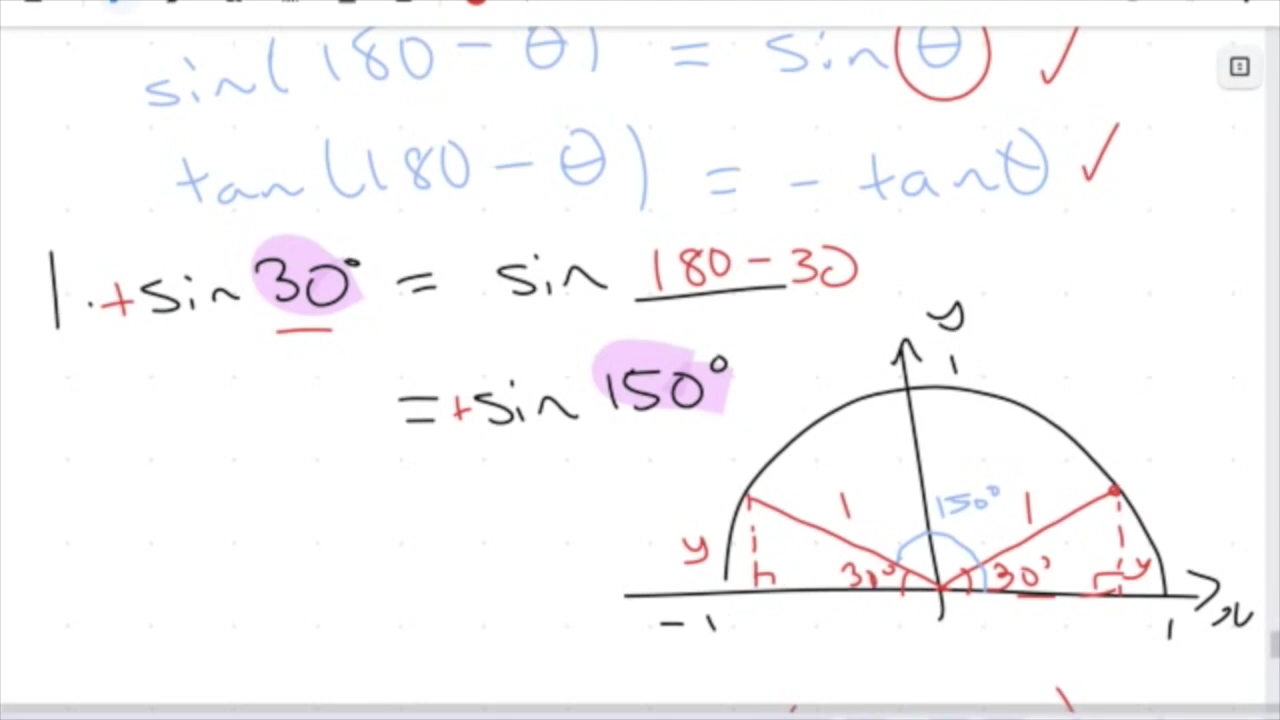 sin(180 - θ) = sinθ ✓
tan(180 - θ) = - tanθ ✓
1. +sin 30° = sin 180 - 30
= +sin 150°
y
1
1 150° 1
y 30° 30° y
-1 1 x